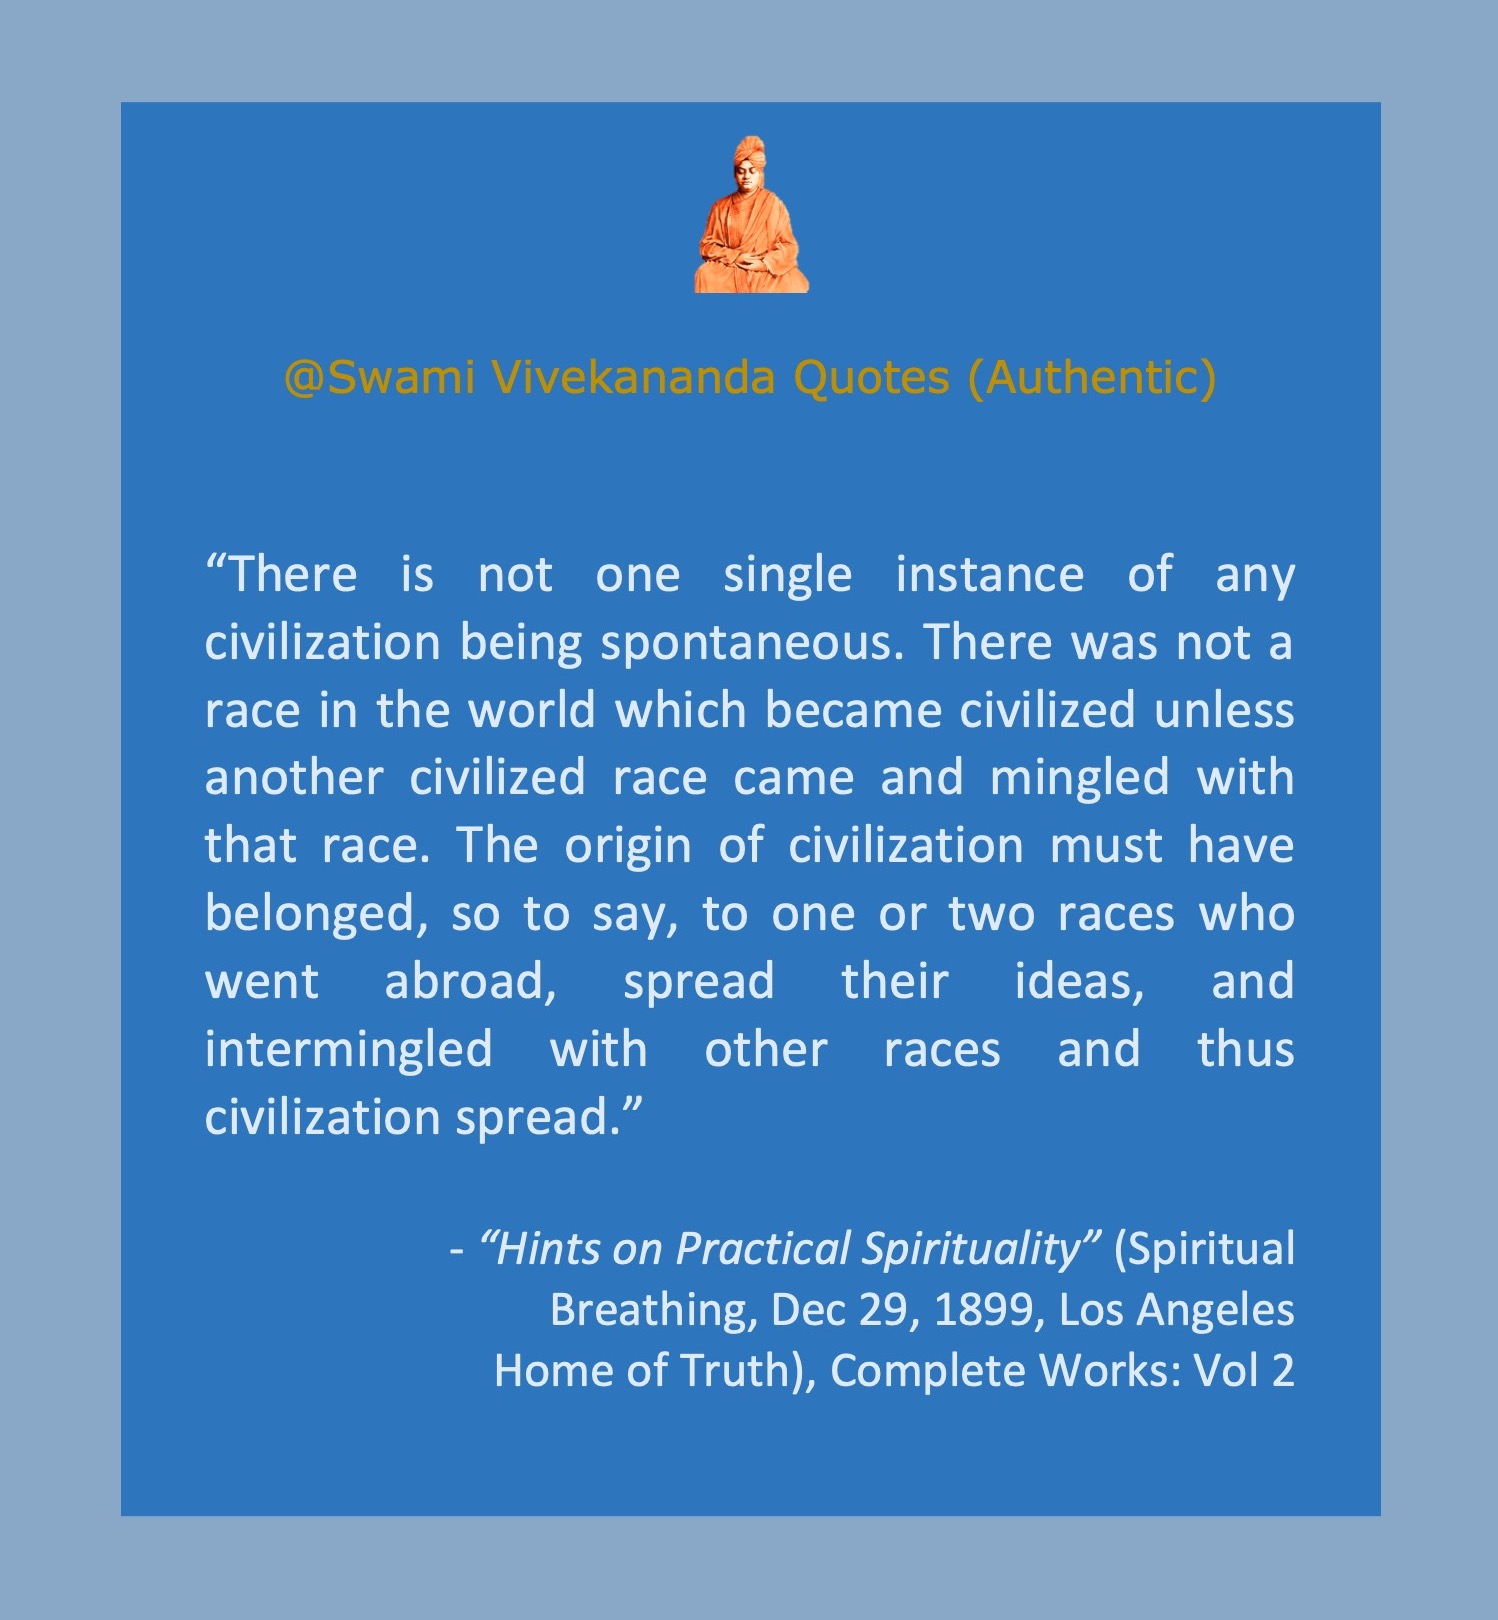 @Swami Vivekananda Quotes (Authentic)
“There is not one single instance of any
civilization being spontaneous. There was not a
race in the world which became civilized unless
another civilized race came and mingled with
that race. The origin of civilization must have
belonged, so to say, to one or two races who
went abroad, spread their ideas, and
intermingled with other races and thus
civilization spread.”
- “Hints on Practical Spirituality” (Spiritual
Breathing, Dec 29, 1899, Los Angeles
Home of Truth), Complete Works: Vol 2